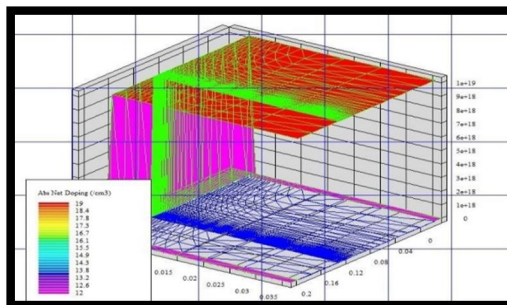 1e+19
9e+18
8e+18
7e+18
6e+18
5e+18
4e+18
3e+18
2e+18
1e+18
0
Abs Net Doping (/cm3)
19
18.4
17.8
17.3
16.7
16.1
15.5
14.9
14.3
13.8
13.2
12.6
12
0.015
0.02
0.025
0.03
0.035
0.2
0.16
0.12
0.08
0.04
0